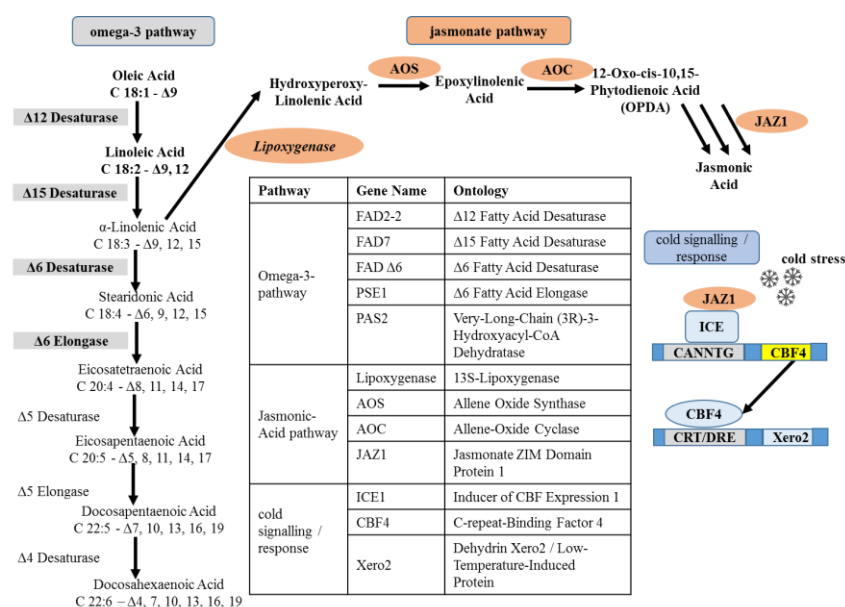 omega-3 pathway
Oleic Acid
C 18:1 - Δ9
Δ12 Desaturase
Linoleic Acid
C 18:2 - Δ9, 12
Δ15 Desaturase
α-Linolenic Acid
C 18:3 - Δ9, 12, 15
Δ6 Desaturase
Stearidonic Acid
C 18:4 - Δ6, 9, 12, 15
Δ6 Elongase
Eicosatetraenoic Acid
C 20:4 - Δ8, 11, 14, 17
Δ5 Desaturase
Eicosapentaenoic Acid
C 20:5 - Δ5, 8, 11, 14, 17
Δ5 Elongase
Docosapentaenoic Acid
C 22:5 - Δ7, 10, 13, 16, 19
Δ4 Desaturase
Docosahexaenoic Acid
C 22:6 – Δ4, 7, 10, 13, 16, 19
jasmonate pathway
Lipoxygenase
Hydroxyperoxy-
Linolenic Acid
AOS
Epoxylinolenic
Acid
AOC
12-Oxo-cis-10,15-
Phytodienoic Acid
(OPDA)
JAZ1
Jasmonic
Acid
Pathway Gene Name Ontology
Omega-3-
pathway
FAD2-2 Δ12 Fatty Acid Desaturase
FAD7 Δ15 Fatty Acid Desaturase
FAD Δ6 Δ6 Fatty Acid Desaturase
PSE1 Δ6 Fatty Acid Elongase
PAS2 Very-Long-Chain (3R)-3-
Hydroxyacyl-CoA
Dehydratase
Jasmonic-
Acid pathway
Lipoxygenase 13S-Lipoxygenase
AOS Allene Oxide Synthase
AOC Allene-Oxide Cyclase
JAZ1 Jasmonate ZIM Domain
Protein 1
cold
signalling /
response
ICE1 Inducer of CBF Expression 1
CBF4 C-repeat-Binding Factor 4
Xero2 Dehydrin Xero2 / Low-
Temperature-Induced
Protein
cold signalling /
response
cold stress
JAZ1
ICE
CANNTG CBF4
CBF4
CRT/DRE Xero2